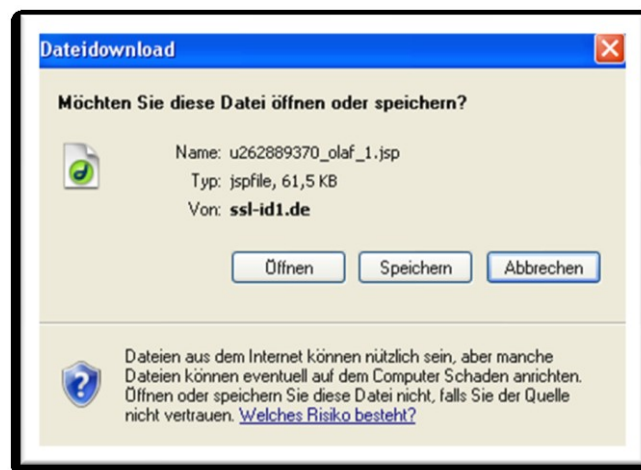 Dateidownload
Möchten Sie diese Datei öffnen oder speichern?
Name: u262889370_olaf_1.jsp
Typ: jspfile, 61,5 KB
Von: ssl-id1.de
Öffnen Speichern Abbrechen
Dateien aus dem Internet können nützlich sein, aber manche
Dateien können eventuell auf dem Computer Schaden anrichten.
Öffnen oder speichern Sie diese Datei nicht, falls Sie der Quelle
nicht vertrauen. Welches Risiko besteht?